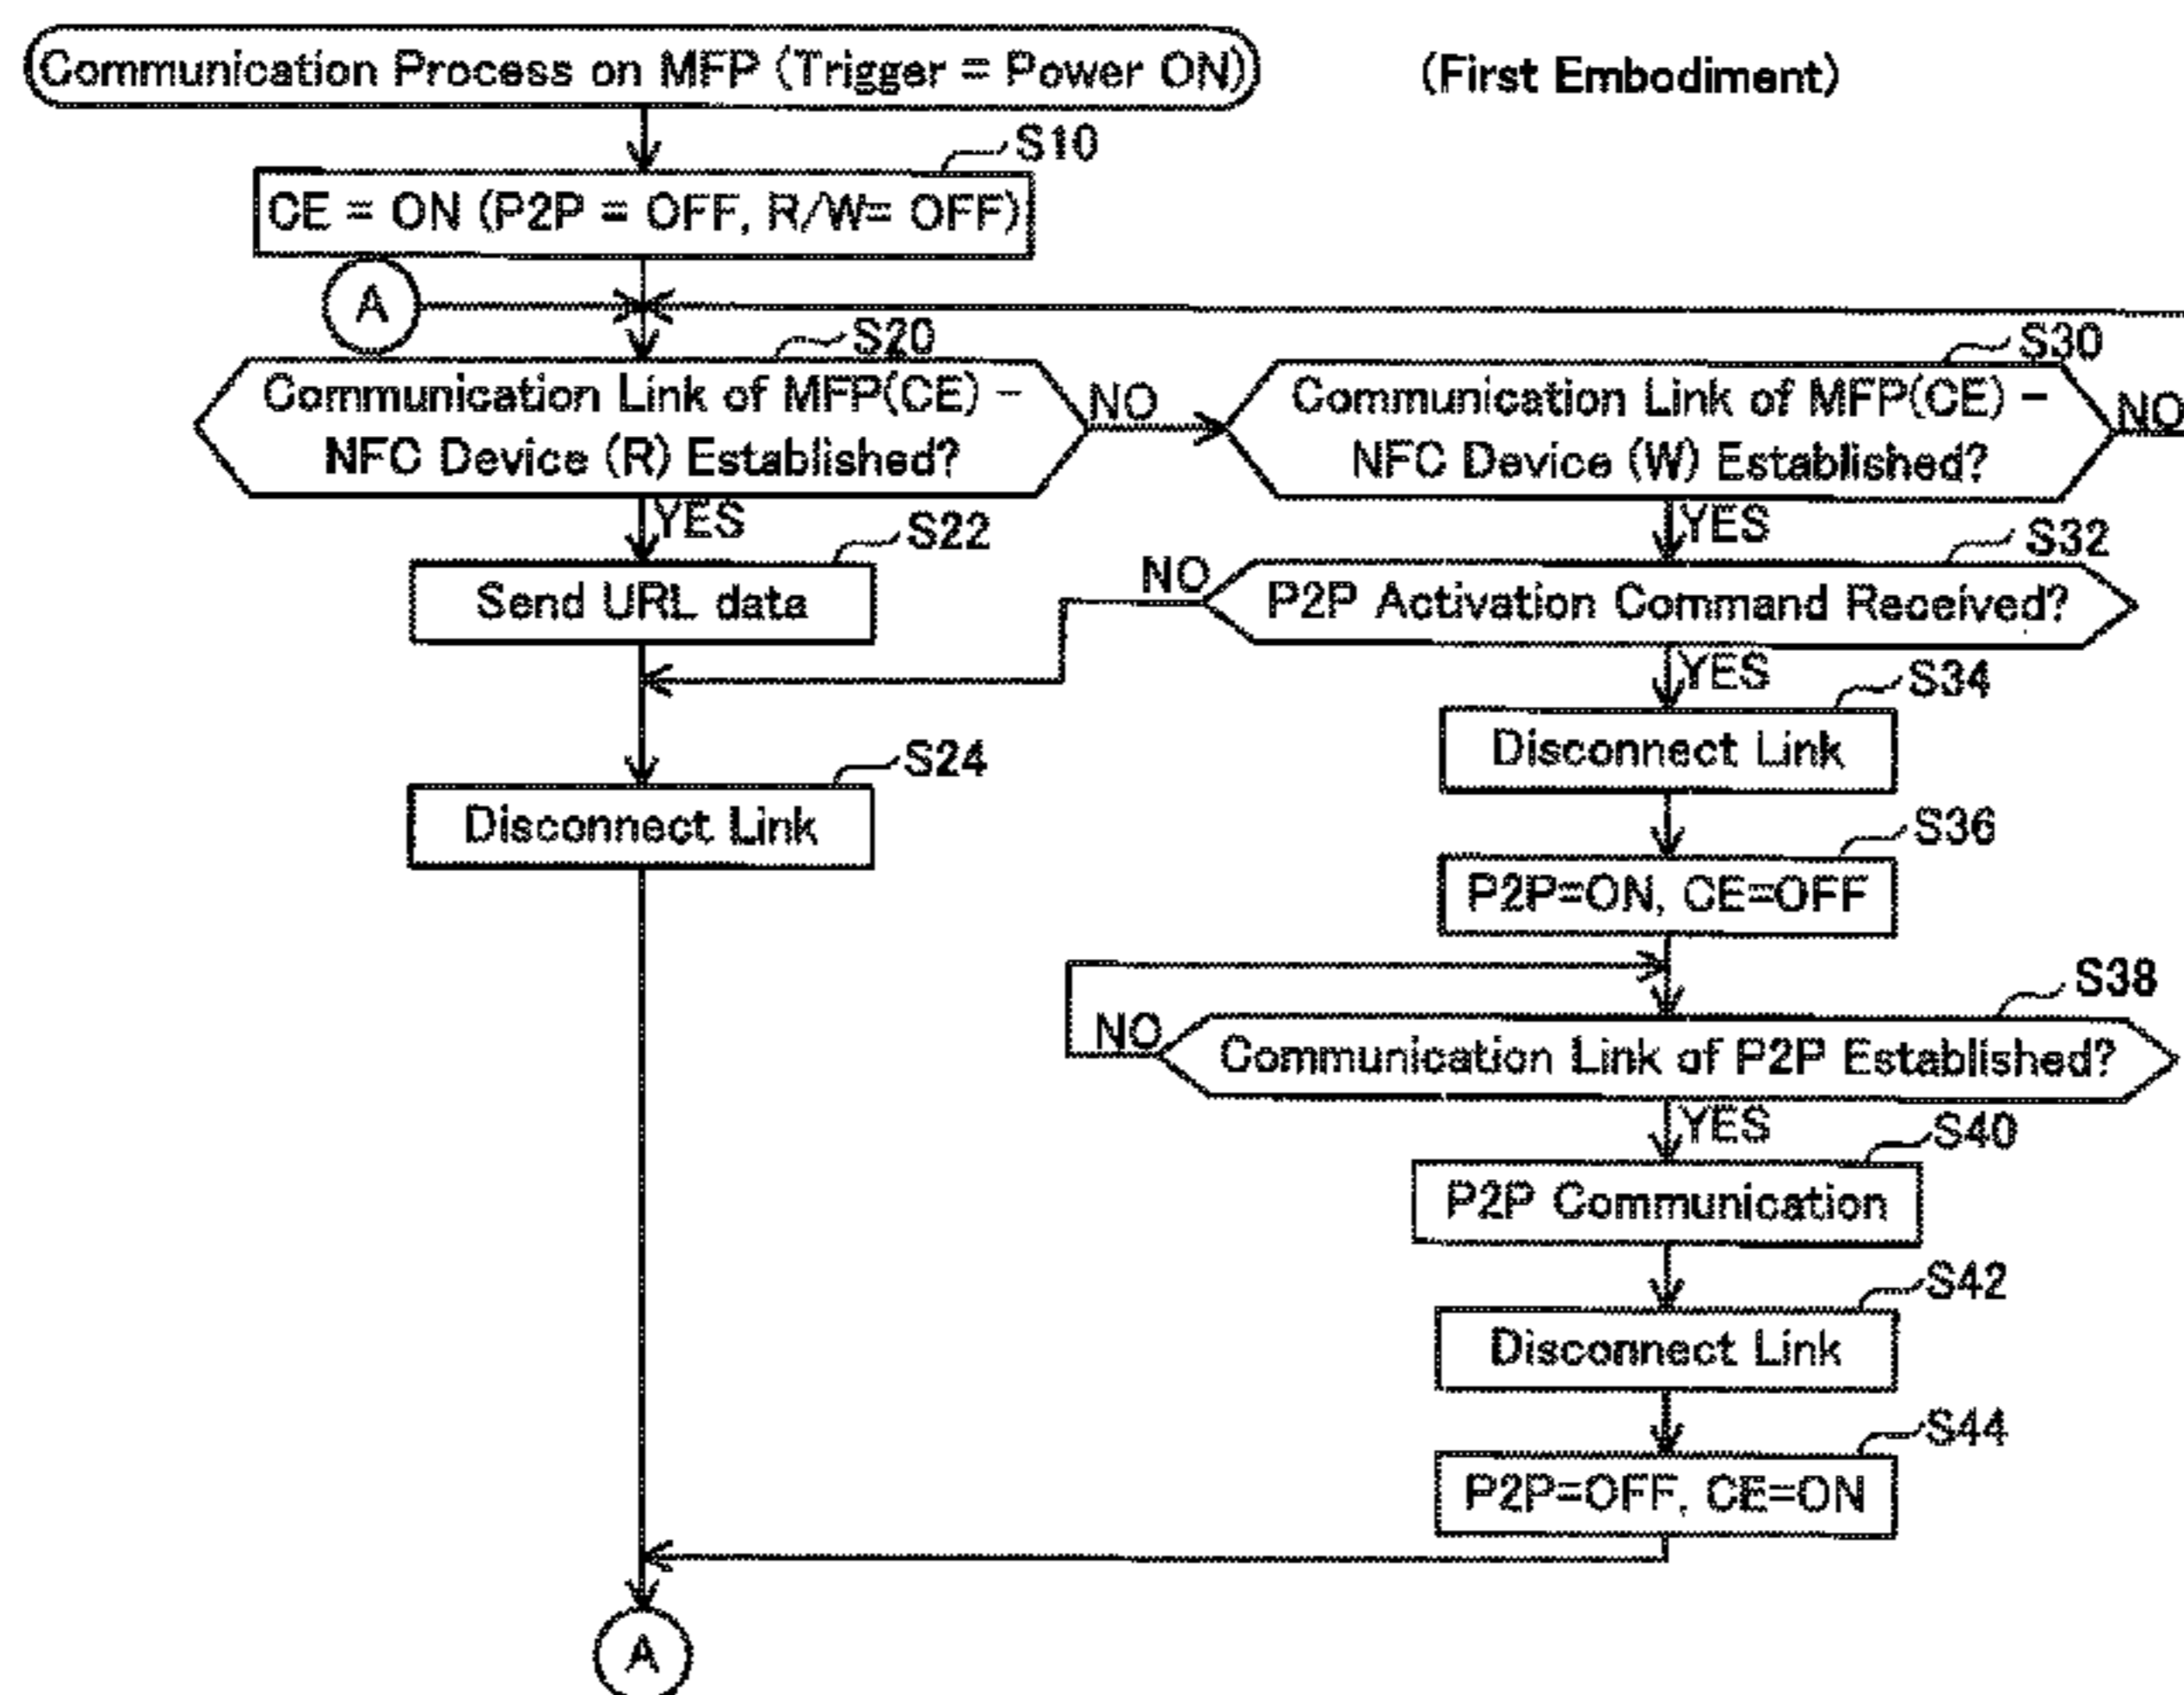 Communication Process on MFP (Trigger = Power ON)
(First Embodiment)
S10
CE = ON (P2P = OFF, R/W= OFF)
A
S20
Communication Link of MFP(CE) -
NFC Device (R) Established?
NO
S30
Communication Link of MFP(CE) -
NFC Device (W) Established?
NO
YES
S22
Send URL data
YES
S32
NO
P2P Activation Command Received?
YES
S34
Disconnect Link
S24
Disconnect Link
S36
P2P=ON, CE=OFF
S38
NO
Communication Link of P2P Established?
YES
S40
P2P Communication
S42
Disconnect Link
S44
P2P=OFF, CE=ON
A